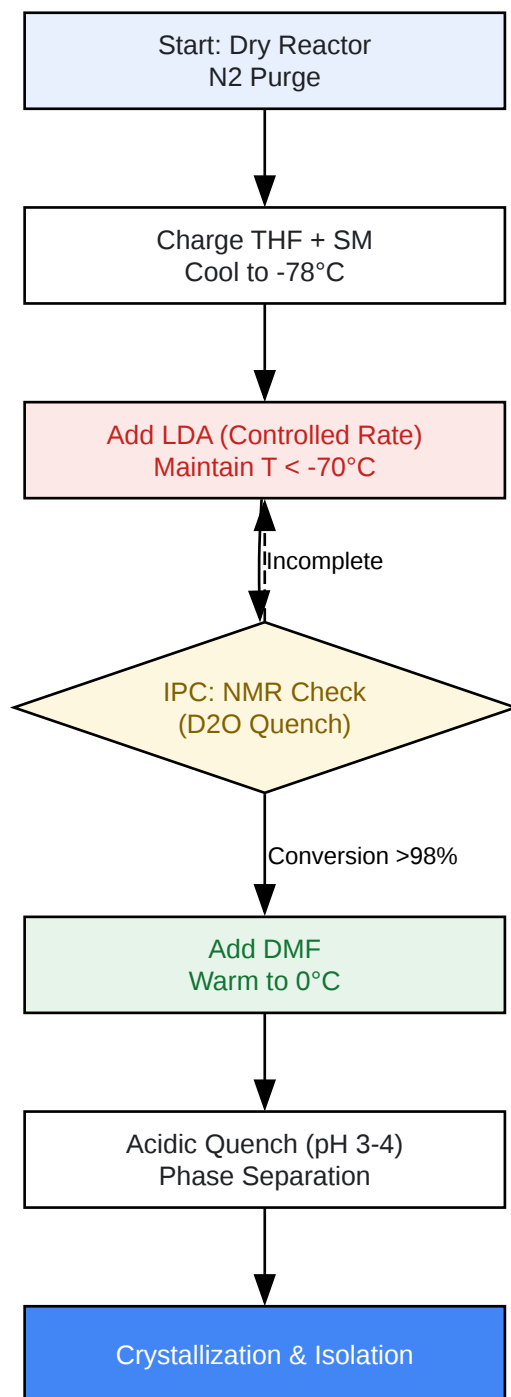 Start: Dry Reactor
N2 Purge
Charge THF + SM
Cool to -78°C
Add LDA (Controlled Rate)
Maintain T < -70°C
Incomplete
IPC: NMR Check
(D2O Quench)
Conversion >98%
Add DMF
Warm to 0°C
Acidic Quench (pH 3-4)
Phase Separation
Crystallization & Isolation